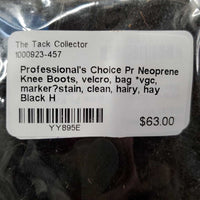 The Tack Collector
1000923-457
Professional's Choice Pr Neoprene
Knee Boots, velcro, bag *vgc,
marker?stain, clean, hairy, hay
Black H
$63.00
YY895E